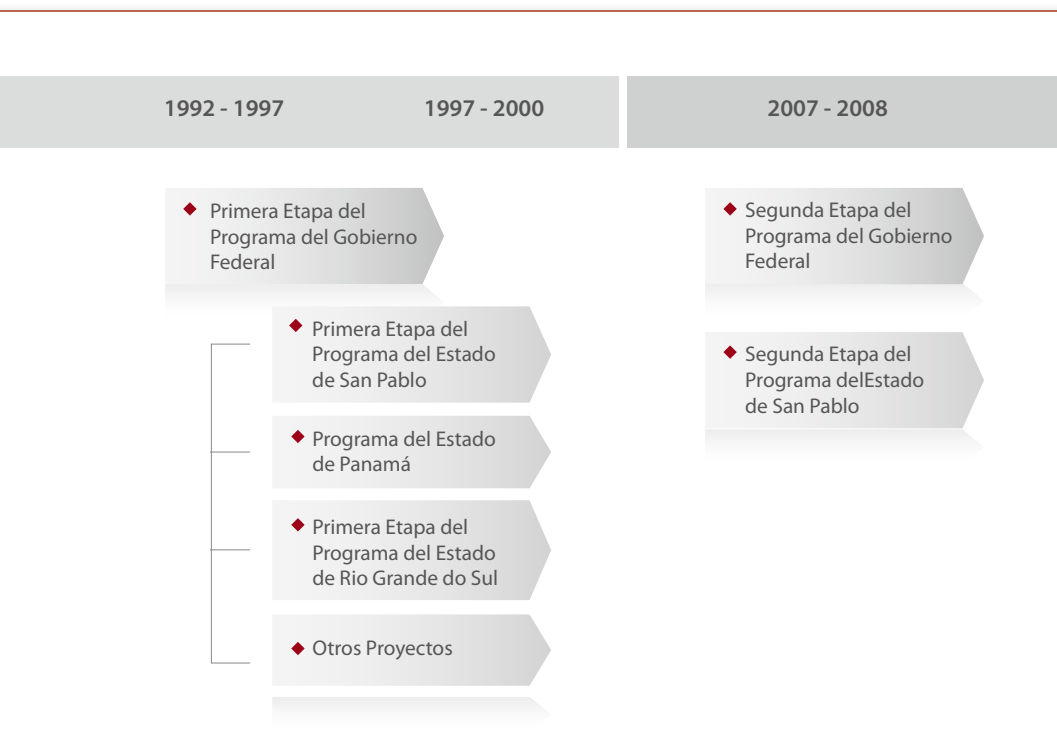 1992 - 1997
1997 - 2000
2007 - 2008
Primera Etapa del
Programa del Gobierno
Federal
Primera Etapa del
Programa del Estado
de San Pablo
Programa del Estado
de Panamá
Primera Etapa del
Programa del Estado
de Rio Grande do Sul
Otros Proyectos
Segunda Etapa del
Programa del Gobierno
Federal
Segunda Etapa del
Programa delEstado
de San Pablo